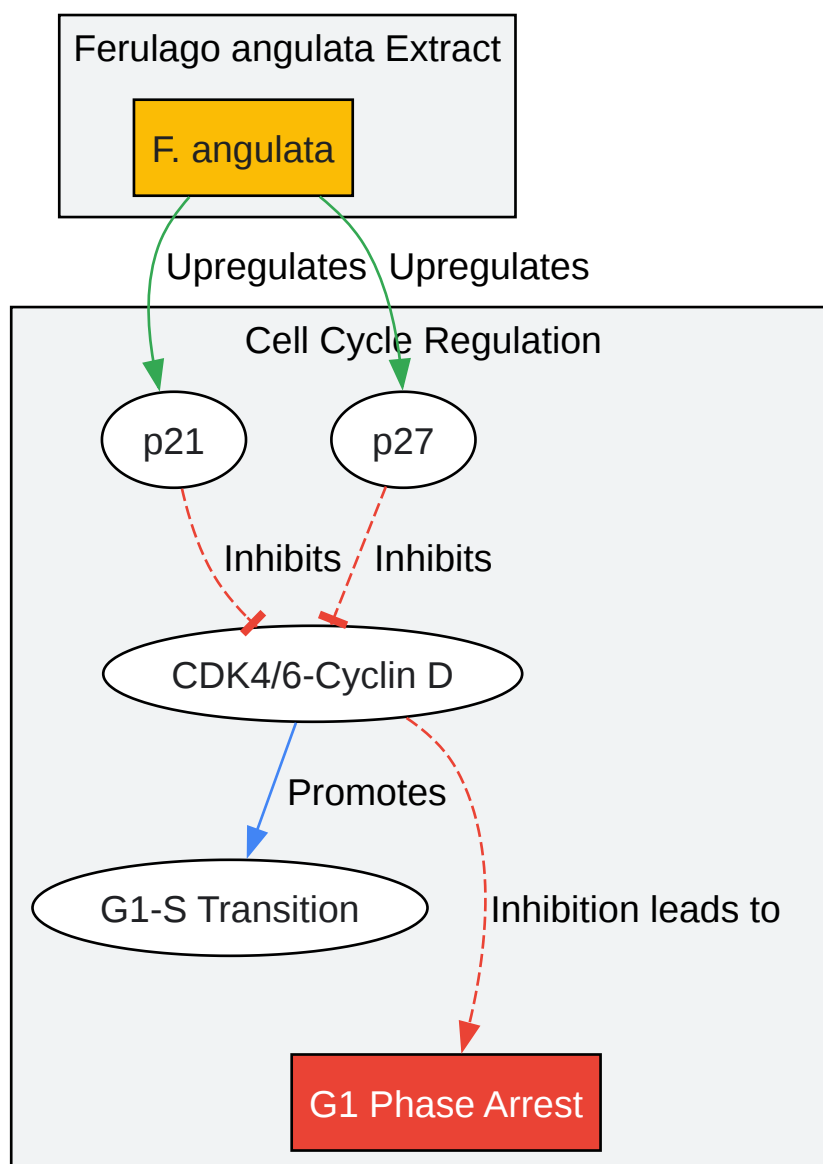 Ferulago angulata Extract
F. angulata
Upregulates Upregulates
Cell Cycle Regulation
p21 p27
Inhibits Inhibits
CDK4/6-Cyclin D
Promotes
G1-S Transition
Inhibition leads to
G1 Phase Arrest